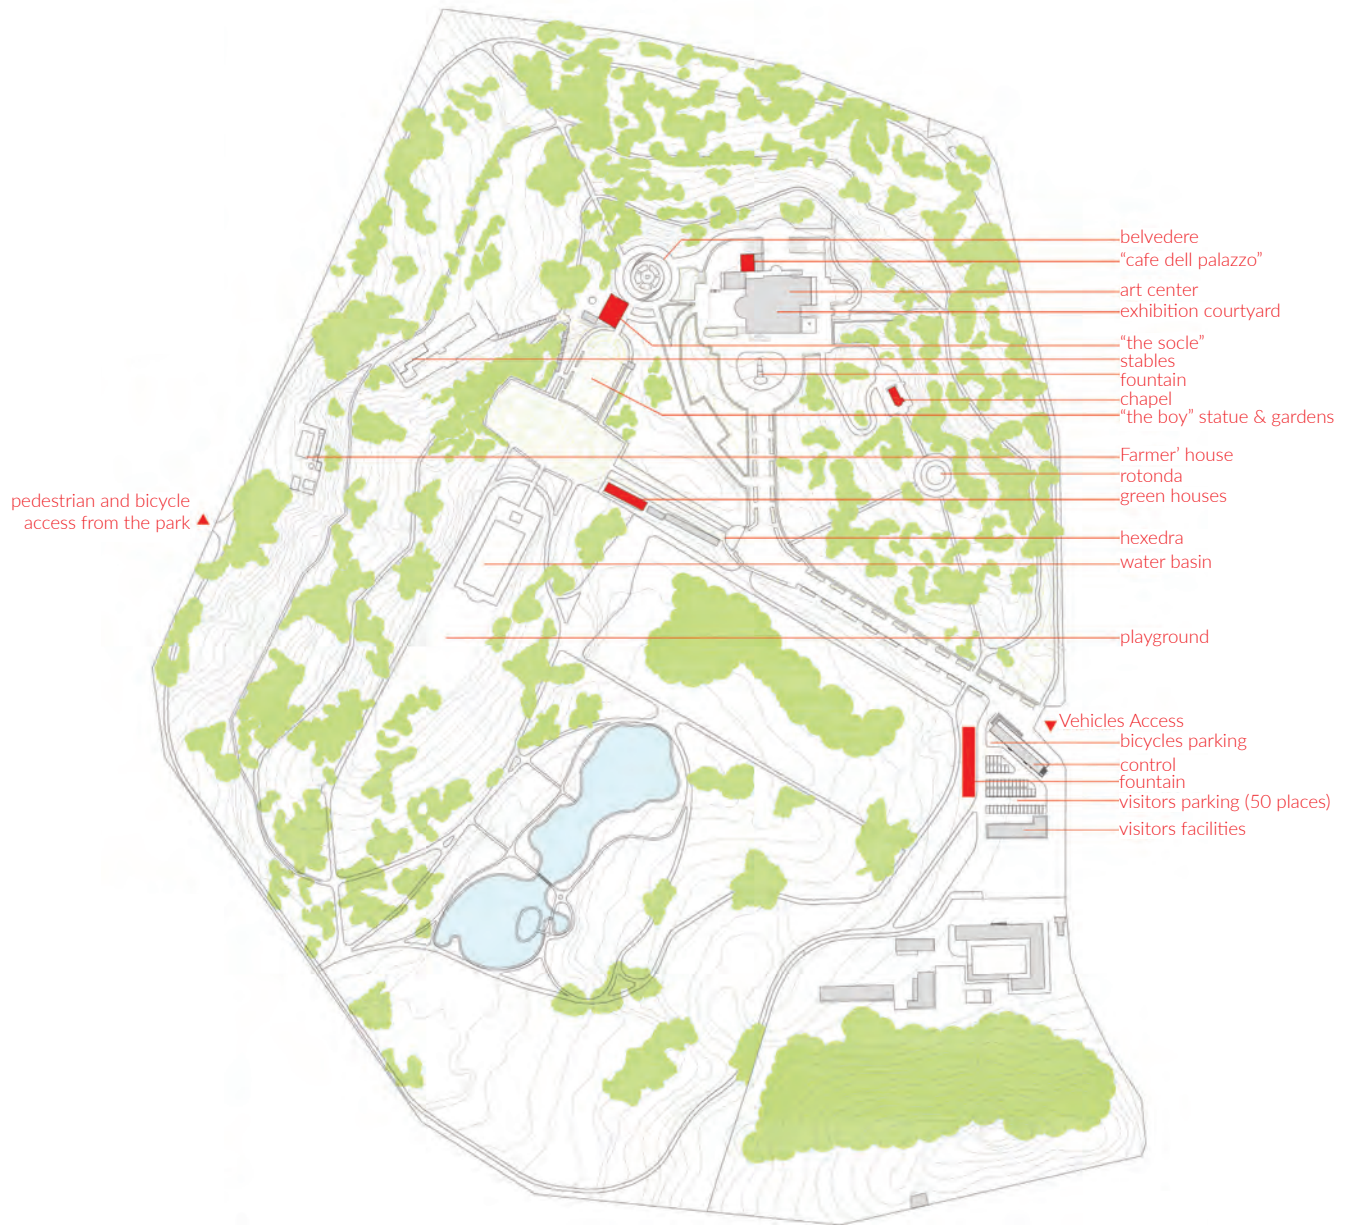 belvedere
“cafe dell palazzo”
art center
exhibition courtyard
“the socle”
stables
fountain
chapel
“the boy” statue & gardens
Farmer’ house
rotonda
green houses
pedestrian and bicycle
access from the park
hexedra
water basin
playground
Vehicles Access
bicycles parking
control
fountain
visitors parking (50 places)
visitors facilities